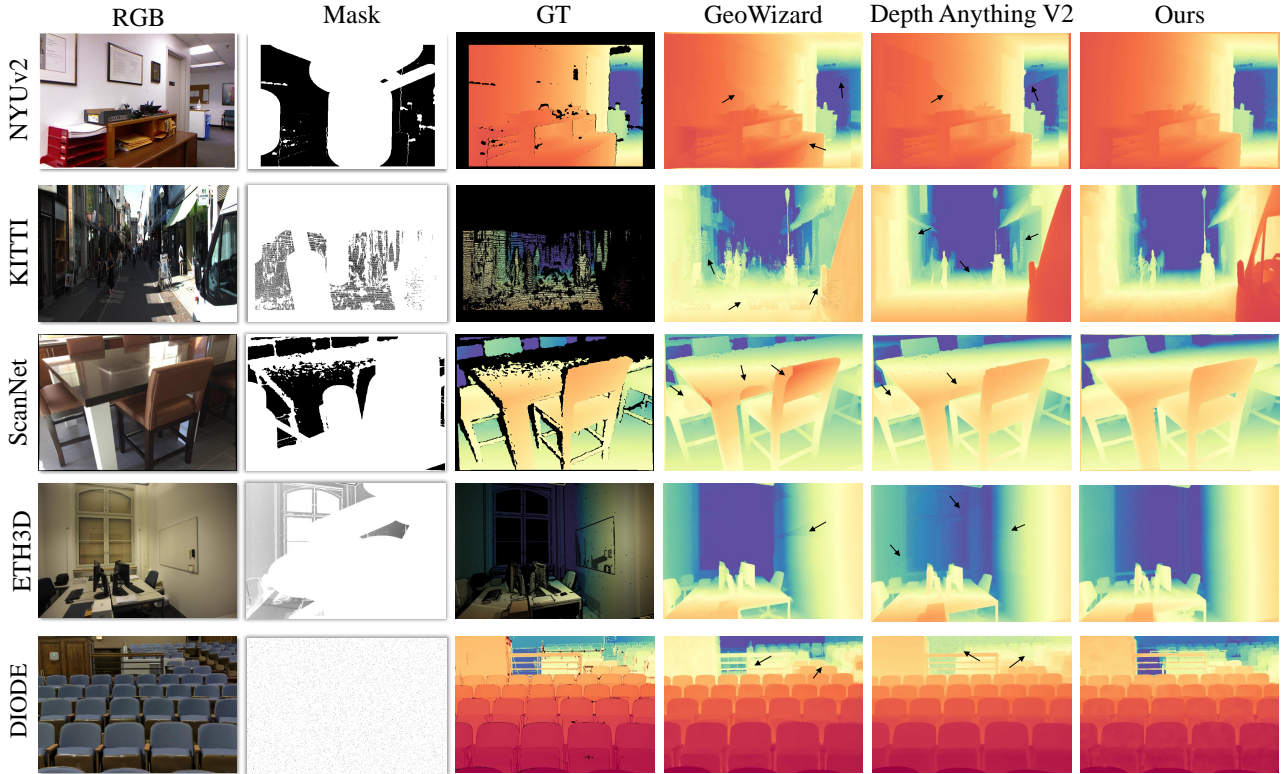 RGB Mask GT GeoWizard Depth Anything V2 Ours
NYUv2
KITTI
ScanNet
ETH3D
DIODE